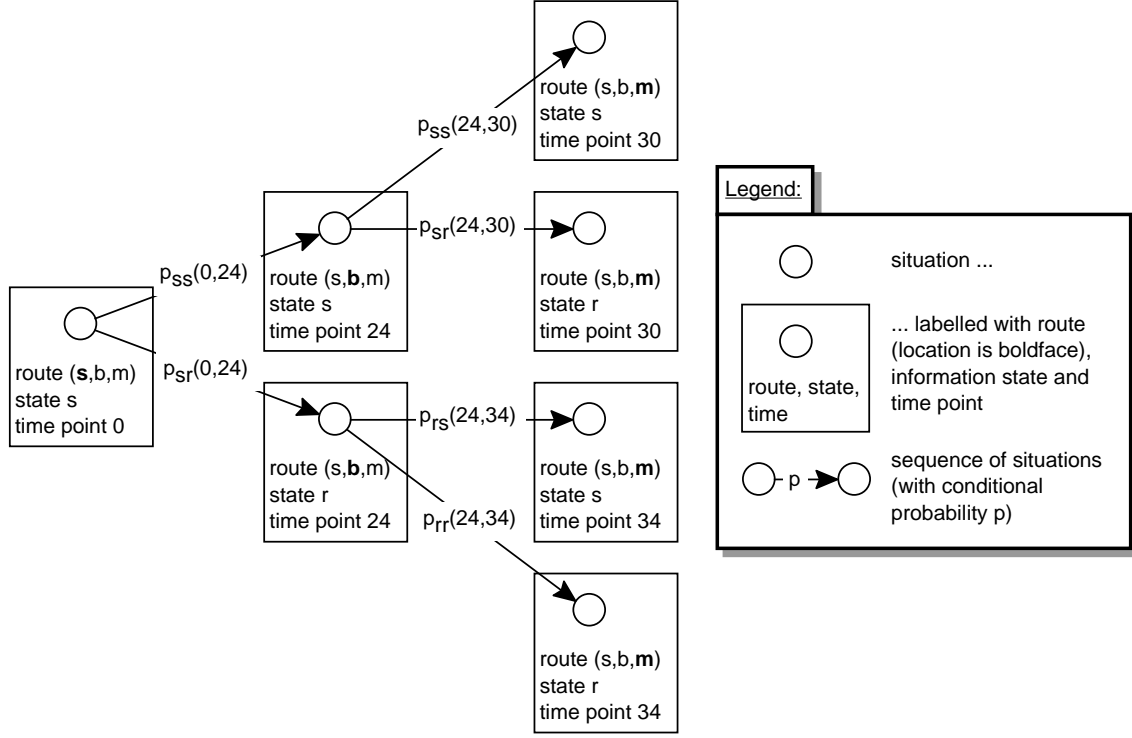 route (s,b,m)
state s
time point 0
pss(0,24)
psr(0,24)
route (s,b,m)
state s
time point 24
route (s,b,m)
state r
time point 24
pss(24,30)
psr(24,30)
prs(24,34)
prr(24,34)
route (s,b,m)
state s
time point 30
route (s,b,m)
state r
time point 30
route (s,b,m)
state s
time point 34
route (s,b,m)
state r
time point 34
Legend:
situation ...
route, state,
time
... labelled with route
(location is boldface),
information state and
time point
p
sequence of situations
(with conditional
probability p)